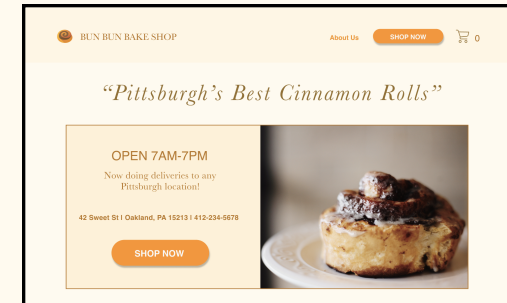 BUN BUN BAKE SHOP
About Us
SHOP NOW
0
“Pittsburgh’s Best Cinnamon Rolls”
OPEN 7AM-7PM
Now doing deliveries to any
Pittsburgh location!
42 Sweet St I Oakland, PA 15213 I 412-234-5678
SHOP NOW